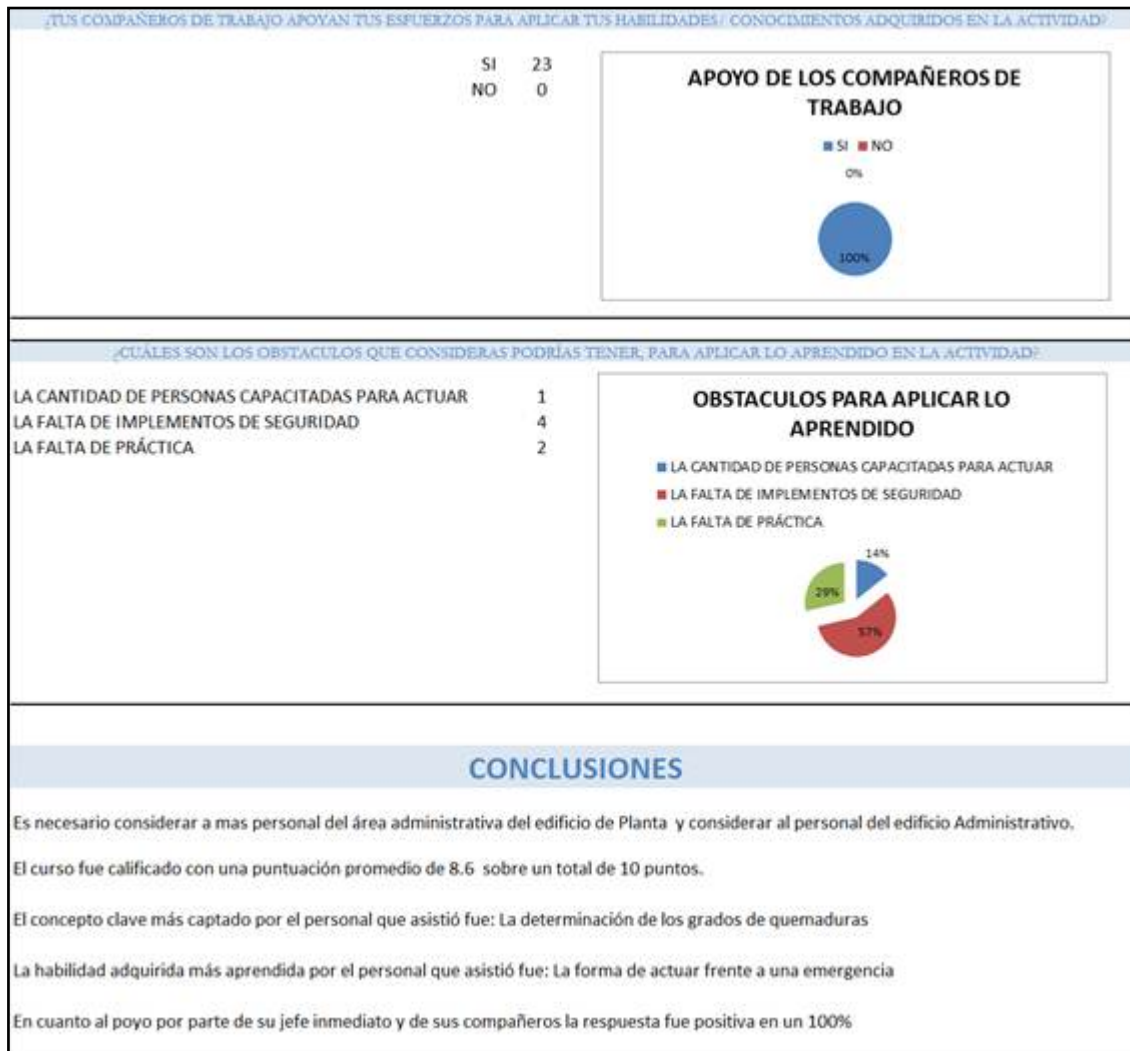 ¿TUS COMPAÑEROS DE TRABAJO APOYAN TUS ESFUERZOS PARA APLICAR TUS HABILIDADES/ CONOCIMIENTOS ADQUIRIDOS EN LA ACTIVIDAD?
SI 23
NO 0
APOYO DE LOS COMPAÑEROS DE
TRABAJO
SI NO
0%
100%
¿CUÁLES SON LOS OBSTACULOS QUE CONSIDERAS PODRÍAS TENER, PARA APLICAR LO APRENDIDO EN LA ACTIVIDAD?
LA CANTIDAD DE PERSONAS CAPACITADAS PARA ACTUAR 1
LA FALTA DE IMPLEMENTOS DE SEGURIDAD 4
LA FALTA DE PRÁCTICA 2
OBSTACULOS PARA APLICAR LO
APRENDIDO
LA CANTIDAD DE PERSONAS CAPACITADAS PARA ACTUAR
LA FALTA DE IMPLEMENTOS DE SEGURIDAD
LA FALTA DE PRÁCTICA
14%
29%
57%
CONCLUSIONES
Es necesario considerar a mas personal del área administrativa del edificio de Planta y considerar al personal del edificio Administrativo.
El curso fue calificado con una puntuación promedio de 8.6 sobre un total de 10 puntos.
El concepto clave más captado por el personal que asistió fue: La determinación de los grados de quemaduras
La habilidad adquirida más aprendida por el personal que asistió fue: La forma de actuar frente a una emergencia
En cuanto al poyo por parte de su jefe inmediato y de sus compañeros la respuesta fue positiva en un 100%